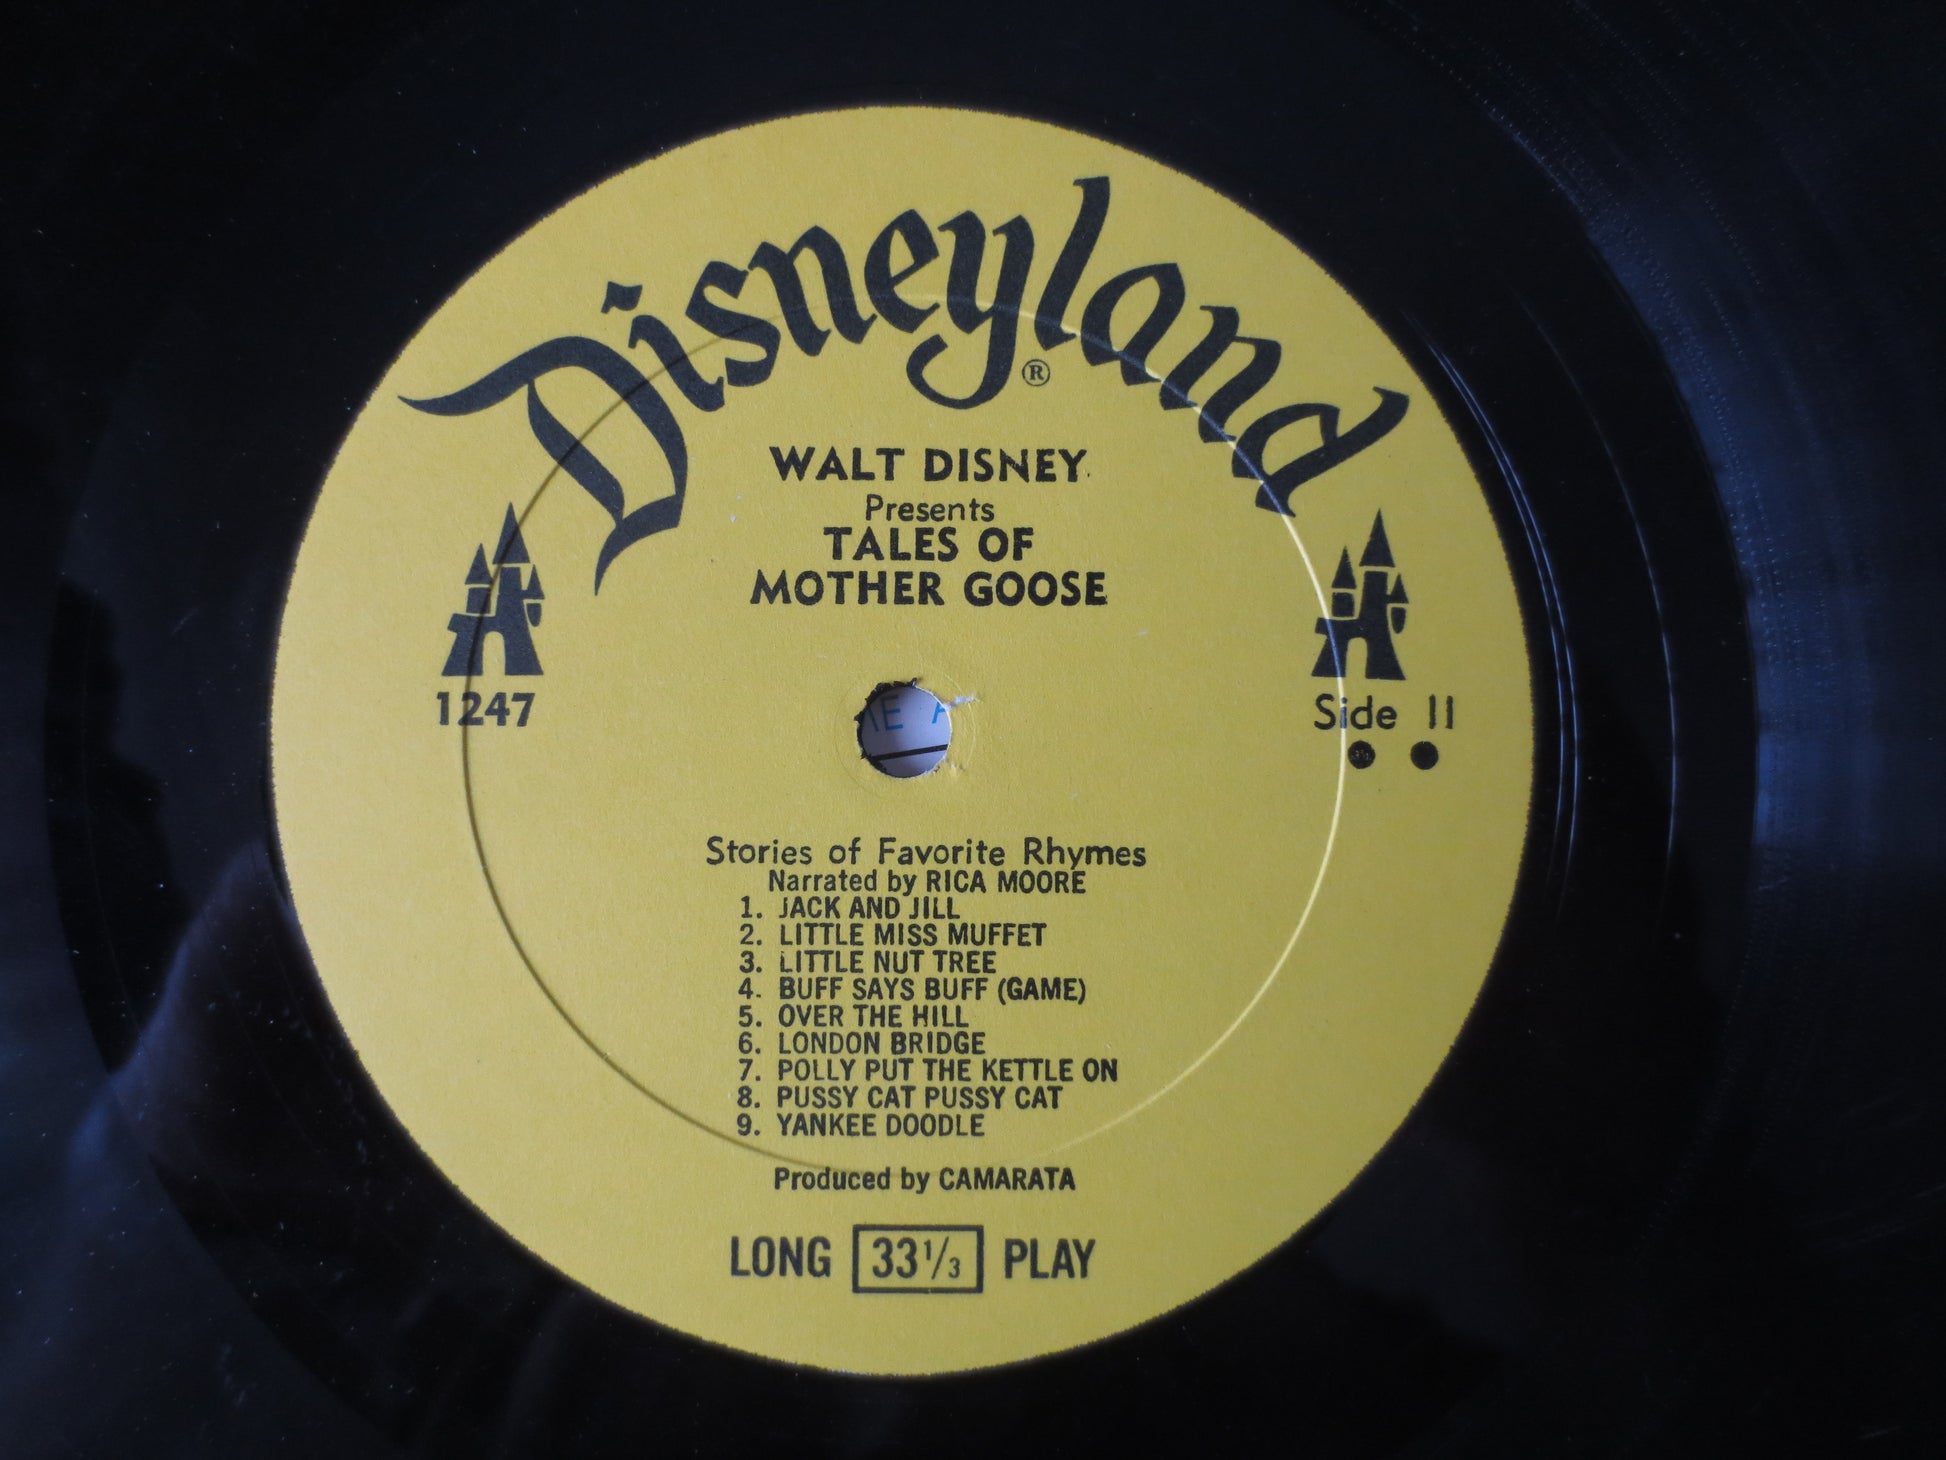 Disneyland
®
WALT DISNEY
Presents
TALES OF
MOTHER GOOSE
1247
Side II
Stories of Favorite Rhymes
Narrated by RICA MOORE
1. JACK AND JILL
2. LITTLE MISS MUFFET
3. LITTLE NUT TREE
4. BUFF SAYS BUFF (GAME)
5. OVER THE HILL
6. LONDON BRIDGE
7. POLLY PUT THE KETTLE ON
8. PUSSY CAT PUSSY CAT
9. YANKEE DOODLE
Produced by CAMARATA
LONG 33 1/3 PLAY